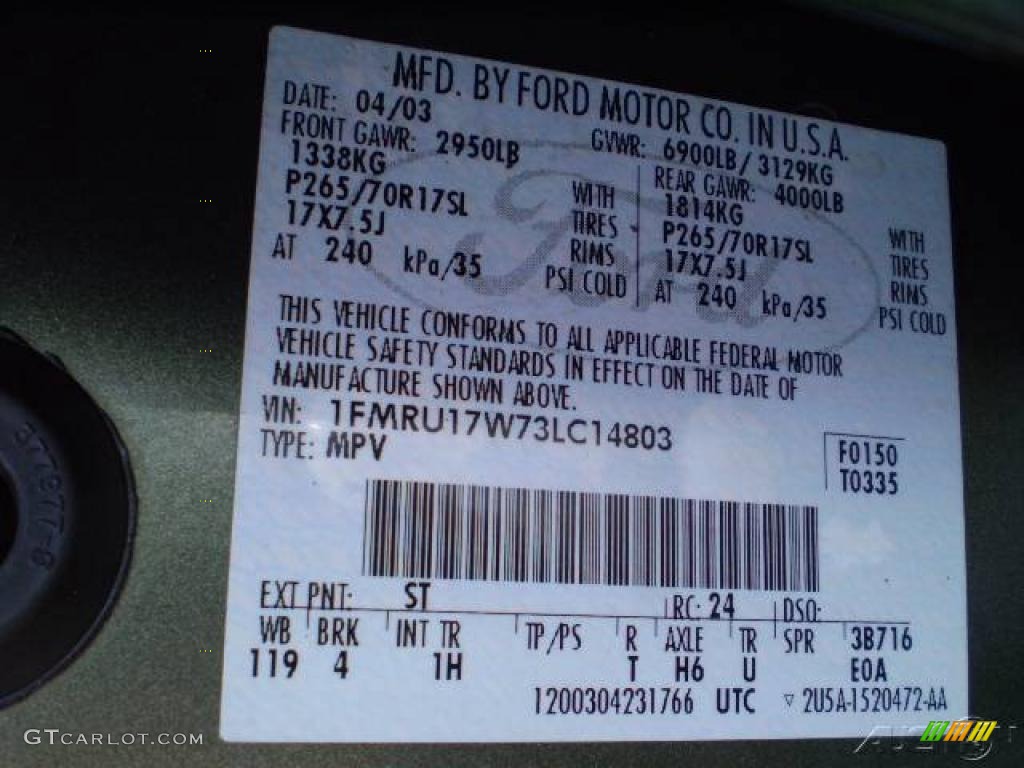 MFD. BY FORD MOTOR CO. IN U.S.A.
DATE: 04/03 GVWR: 6900LB/ 3129KG
FRONT GAWR: 2950LB REAR GAWR: 4000LB
1338KG 1814KG
P265/70R17SL WITH TIRES P265/70R17SL WITH TIRES
17X7.5J RIMS 17X7.5J RIMS
AT 240 kPa/35 PSI COLD AT 240 kPa/35 PSI COLD
Ford
THIS VEHICLE CONFORMS TO ALL APPLICABLE FEDERAL MOTOR
VEHICLE SAFETY STANDARDS IN EFFECT ON THE DATE OF
MANUFACTURE SHOWN ABOVE.
VIN: 1FMRU17W73LC14803
TYPE: MPV
F0150
T0335
EXT PNT: ST RC: 24 DSO:
WB BRK INT TR TP/PS R AXLE TR SPR 3B716
119 4 1H T H6 U E0A
1200304231766 UTC ▿ 2U5A-1520472-AA
377977-S
GTCARLOT.COM